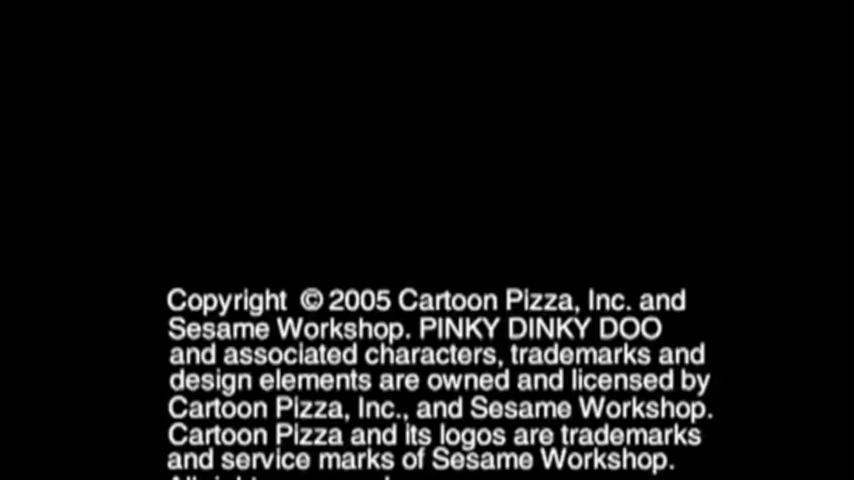 Copyright © 2005 Cartoon Pizza, Inc. and
Sesame Workshop. PINKY DINKY DOO
and associated characters, trademarks and
design elements are owned and licensed by
Cartoon Pizza, Inc., and Sesame Workshop.
Cartoon Pizza and its logos are trademarks
and service marks of Sesame Workshop.